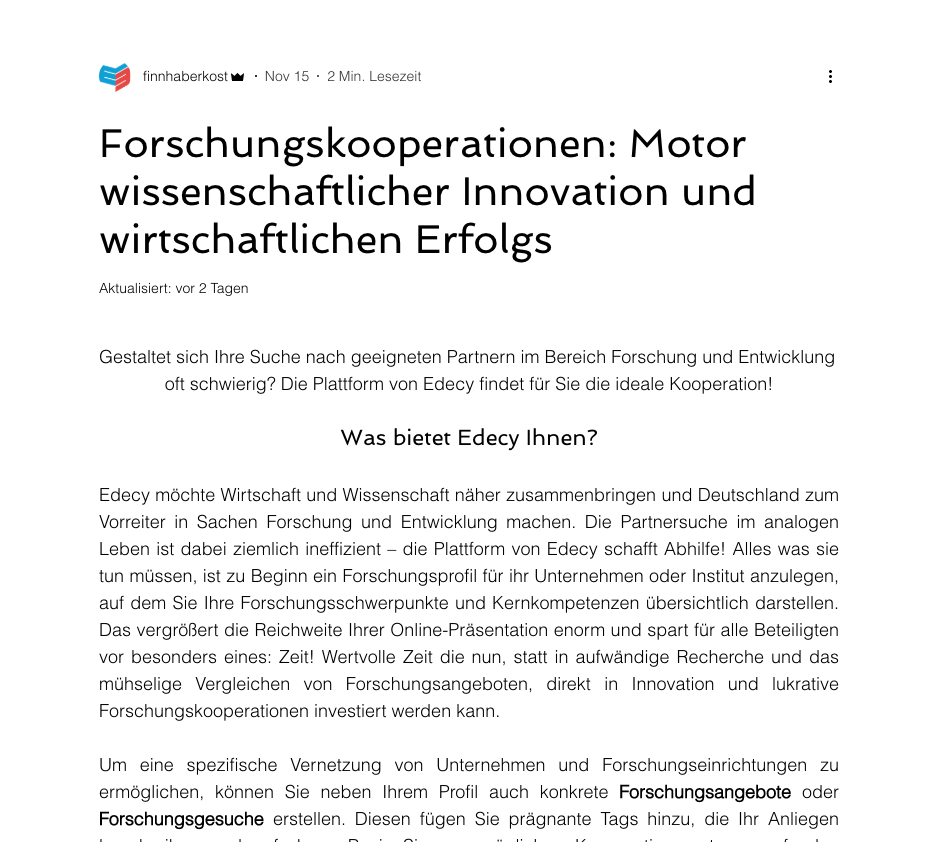 finnhaberkost · Nov 15 · 2 Min. Lesezeit
Forschungskooperationen: Motor
wissenschaftlicher Innovation und
wirtschaftlichen Erfolgs
Aktualisiert: vor 2 Tagen
Gestaltet sich Ihre Suche nach geeigneten Partnern im Bereich Forschung und Entwicklung
oft schwierig? Die Plattform von Edecy findet für Sie die ideale Kooperation!
Was bietet Edecy Ihnen?
Edecy möchte Wirtschaft und Wissenschaft näher zusammenbringen und Deutschland zum
Vorreiter in Sachen Forschung und Entwicklung machen. Die Partnersuche im analogen
Leben ist dabei ziemlich ineffizient – die Plattform von Edecy schafft Abhilfe! Alles was sie
tun müssen, ist zu Beginn ein Forschungsprofil für ihr Unternehmen oder Institut anzulegen,
auf dem Sie Ihre Forschungsschwerpunkte und Kernkompetenzen übersichtlich darstellen.
Das vergrößert die Reichweite Ihrer Online-Präsentation enorm und spart für alle Beteiligten
vor besonders eines: Zeit! Wertvolle Zeit die nun, statt in aufwändige Recherche und das
mühselige Vergleichen von Forschungsangeboten, direkt in Innovation und lukrative
Forschungskooperationen investiert werden kann.
Um eine spezifische Vernetzung von Unternehmen und Forschungseinrichtungen zu
ermöglichen, können Sie neben Ihrem Profil auch konkrete Forschungsangebote oder
Forschungsgesuche erstellen. Diesen fügen Sie prägnante Tags hinzu, die Ihr Anliegen